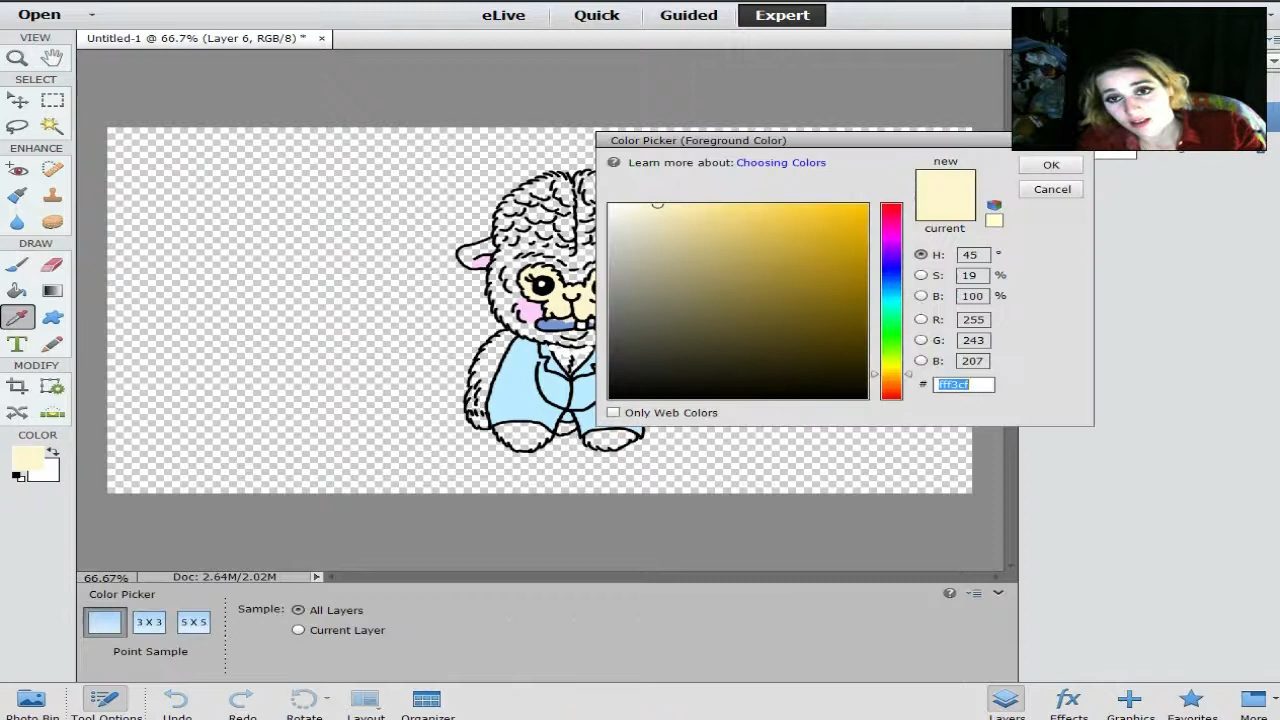 Open
eLive
Quick
Guided
Expert
VIEW
Untitled-1 @ 66.7% (Layer 6, RGB/8) * ×
SELECT
Color Picker (Foreground Color)
ENHANCE
Learn more about: Choosing Colors
new
OK
Cancel
current
DRAW
H: 45 °
S: 19 %
B: 100 %
R: 255
G: 243
B: 207
# fff3cf
T
MODIFY
Only Web Colors
COLOR
66.67%
Doc: 2.64M/2.02M
Color Picker
Sample:
All Layers
3 X 3
5 X 5
Current Layer
Point Sample
fx
Photo Bin
Tool Options
Undo
Redo
Rotate
Layout
Organizer
Layers
Effects
Graphics
Favorites
More